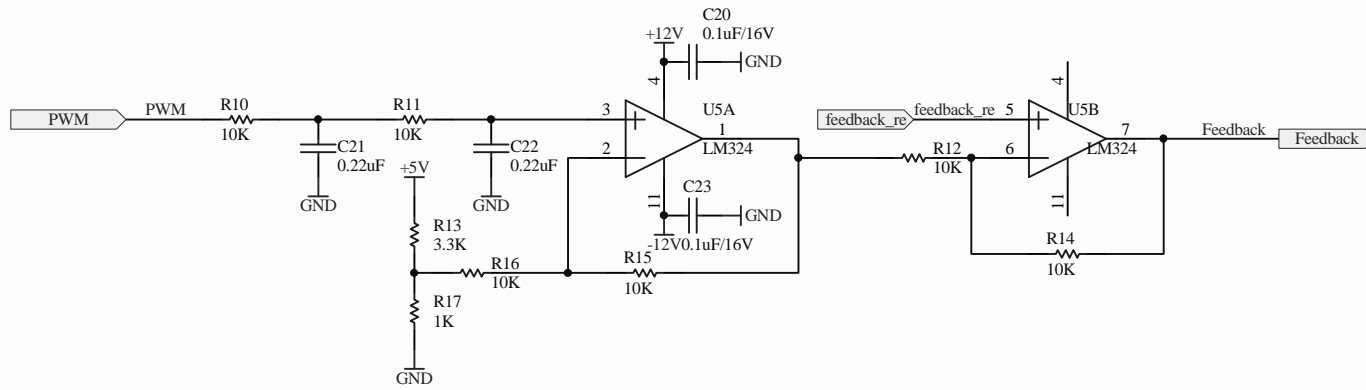 C20
0.1uF/16V
+12V
GND
4
PWM
PWM
R10
10K
R11
10K
3
U5A
1
LM324
2
C21
0.22uF
GND
C22
0.22uF
GND
11
C23
GND
-12V
0.1uF/16V
+5V
R13
3.3K
R16
10K
R15
10K
R17
1K
GND
feedback_re
feedback_re
5
4
U5B
7
LM324
R12
10K
6
11
R14
10K
Feedback
Feedback